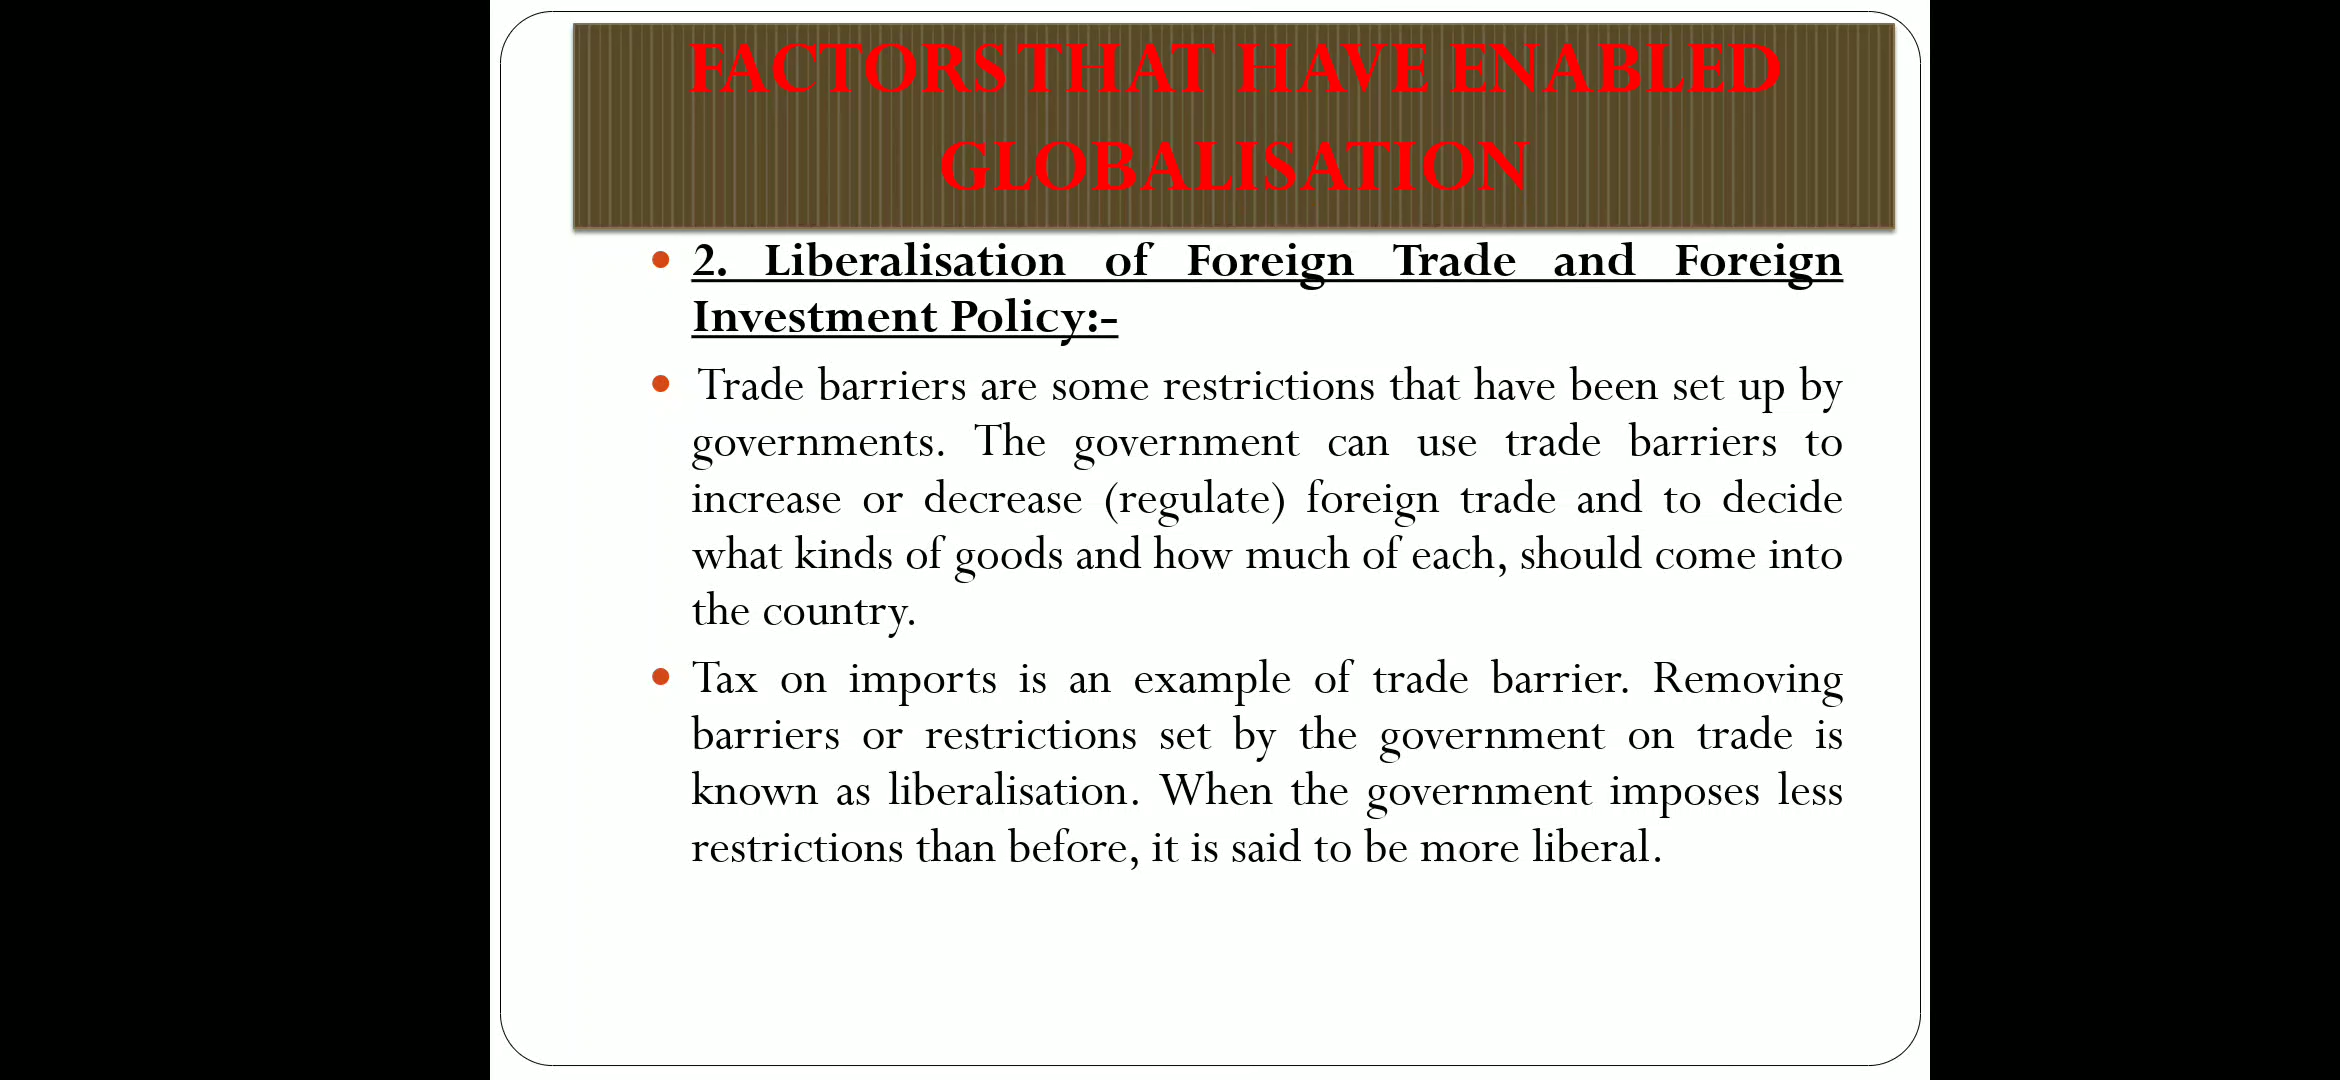 FACTORS THAT HAVE ENABLED
GLOBALISATION
2. Liberalisation of Foreign Trade and Foreign
Investment Policy:-
Trade barriers are some restrictions that have been set up by
governments. The government can use trade barriers to
increase or decrease (regulate) foreign trade and to decide
what kinds of goods and how much of each, should come into
the country.
Tax on imports is an example of trade barrier. Removing
barriers or restrictions set by the government on trade is
known as liberalisation. When the government imposes less
restrictions than before, it is said to be more liberal.